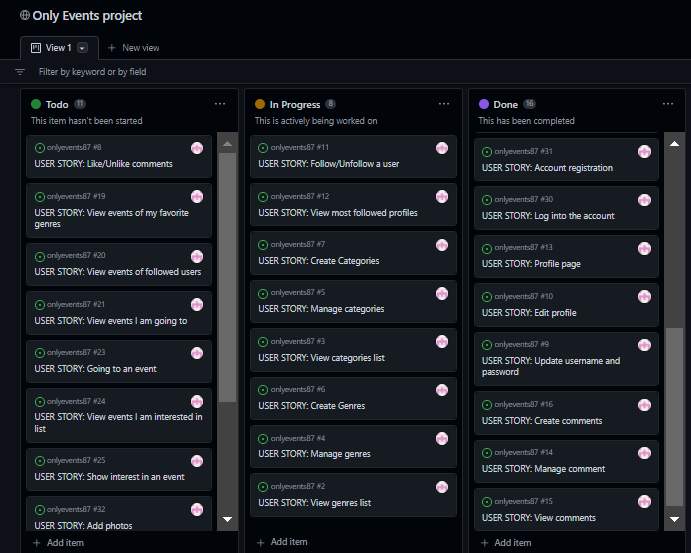 Only Events project
View 1
New view
Filter by keyword or by field
Todo 11
This item hasn't been started
onlyevents87 #8
USER STORY: Like/Unlike comments
onlyevents87 #19
USER STORY: View events of my favorite
genres
onlyevents87 #20
USER STORY: View events of followed users
onlyevents87 #21
USER STORY: View events I am going to
onlyevents87 #23
USER STORY: Going to an event
onlyevents87 #24
USER STORY: View events I am interested in
list
onlyevents87 #25
USER STORY: Show interest in an event
onlyevents87 #32
USER STORY: Add photos
+ Add item
In Progress 8
This is actively being worked on
onlyevents87 #11
USER STORY: Follow/Unfollow a user
onlyevents87 #12
USER STORY: View most followed profiles
onlyevents87 #7
USER STORY: Create Categories
onlyevents87 #5
USER STORY: Manage categories
onlyevents87 #3
USER STORY: View categories list
onlyevents87 #6
USER STORY: Create Genres
onlyevents87 #4
USER STORY: Manage genres
onlyevents87 #2
USER STORY: View genres list
+ Add item
Done 16
This has been completed
onlyevents87 #31
USER STORY: Account registration
onlyevents87 #30
USER STORY: Log into the account
onlyevents87 #13
USER STORY: Profile page
onlyevents87 #10
USER STORY: Edit profile
onlyevents87 #9
USER STORY: Update username and
password
onlyevents87 #16
USER STORY: Create comments
onlyevents87 #14
USER STORY: Manage comment
onlyevents87 #15
USER STORY: View comments
+ Add item